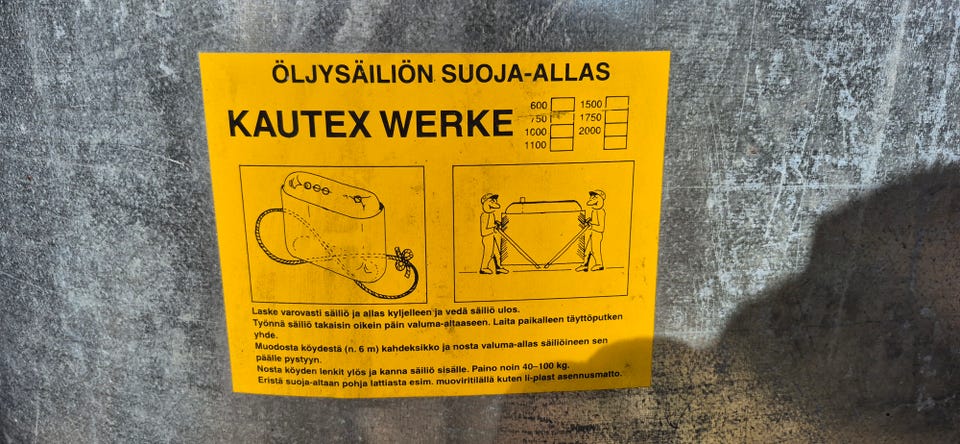 ÖLJYSÄILIÖN SUOJA-ALLAS
KAUTEX WERKE
600 1500
750 1750
1000 2000
1100
Laske varovasti säiliö ja allas kyljelleen ja vedä säiliö ulos.
Työnnä säiliö takaisin oikein päin valuma-altaaseen. Laita paikalleen täyttöputken
yhde.
Muodosta köydestä (n. 6 m) kahdeksikko ja nosta valuma-allas säiliöineen sen
päälle pystyyn.
Nosta köyden lenkit ylös ja kanna säiliö sisälle. Paino noin 40–100 kg.
Eristä suoja-altaan pohja lattiasta esim. muoviritilällä kuten li-plast asennusmatto.